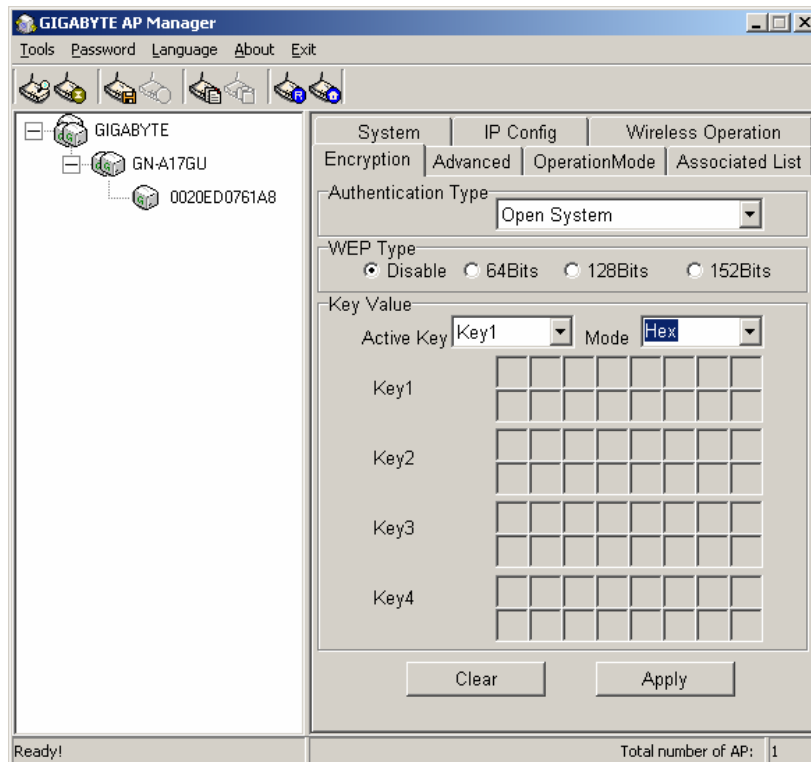 GIGABYTE AP Manager
Tools Password Language About Exit
GIGABYTE
GN-A17GU
0020ED0761A8
System IP Config Wireless Operation
Encryption Advanced OperationMode Associated List
Authentication Type
Open System
WEP Type
Disable 64Bits 128Bits 152Bits
Key Value
Active Key Key1 Mode Hex
Key1
Key2
Key3
Key4
Clear Apply
Ready! Total number of AP: 1